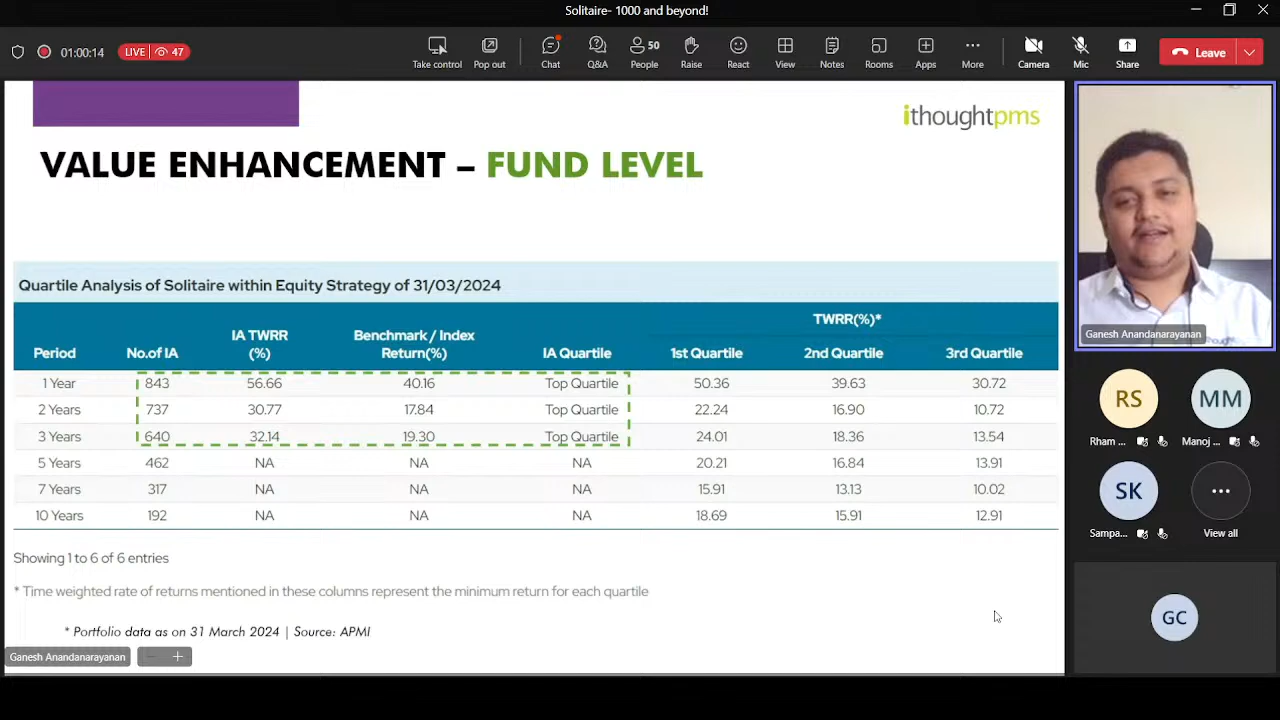 Solitaire- 1000 and beyond!
01:00:14
LIVE 47
Take control
Pop out
Chat
Q&A
50
People
Raise
React
View
Notes
Rooms
Apps
More
Camera
Mic
Share
Leave
ithoughtpms
VALUE ENHANCEMENT – FUND LEVEL
Quartile Analysis of Solitaire within Equity Strategy of 31/03/2024
TWRR(%)*
Period No.of IA IA TWRR (%) Benchmark / Index Return(%) IA Quartile 1st Quartile 2nd Quartile 3rd Quartile
1 Year 843 56.66 40.16 Top Quartile 50.36 39.63 30.72
2 Years 737 30.77 17.84 Top Quartile 22.24 16.90 10.72
3 Years 640 32.14 19.30 Top Quartile 24.01 18.36 13.54
5 Years 462 NA NA NA 20.21 16.84 13.91
7 Years 317 NA NA NA 15.91 13.13 10.02
10 Years 192 NA NA NA 18.69 15.91 12.91
Showing 1 to 6 of 6 entries
* Time weighted rate of returns mentioned in these columns represent the minimum return for each quartile
* Portfolio data as on 31 March 2024 | Source: APMI
Ganesh Anandanarayanan
Ganesh Anandanarayanan
RS
MM
Rham ...
Manoj ...
SK
Sampa...
View all
GC